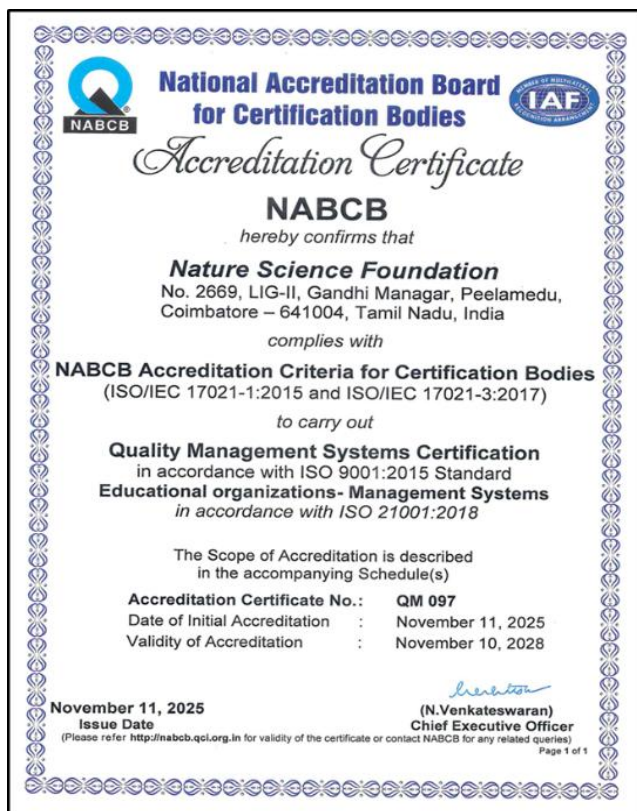 NABCB
National Accreditation Board
for Certification Bodies
MEMBER OF MULTILATERAL
IAF
RECOGNITION ARRANGEMENT
Accreditation Certificate
NABCB
hereby confirms that
Nature Science Foundation
No. 2669, LIG-II, Gandhi Managar, Peelamedu,
Coimbatore – 641004, Tamil Nadu, India
complies with
NABCB Accreditation Criteria for Certification Bodies
(ISO/IEC 17021-1:2015 and ISO/IEC 17021-3:2017)
to carry out
Quality Management Systems Certification
in accordance with ISO 9001:2015 Standard
Educational organizations- Management Systems
in accordance with ISO 21001:2018
The Scope of Accreditation is described
in the accompanying Schedule(s)
Accreditation Certificate No.: QM 097
Date of Initial Accreditation : November 11, 2025
Validity of Accreditation : November 10, 2028
November 11, 2025
Issue Date
(N.Venkateswaran)
Chief Executive Officer
(Please refer http://nabcb.qci.org.in for validity of the certificate or contact NABCB for any related queries)
Page 1 of 1